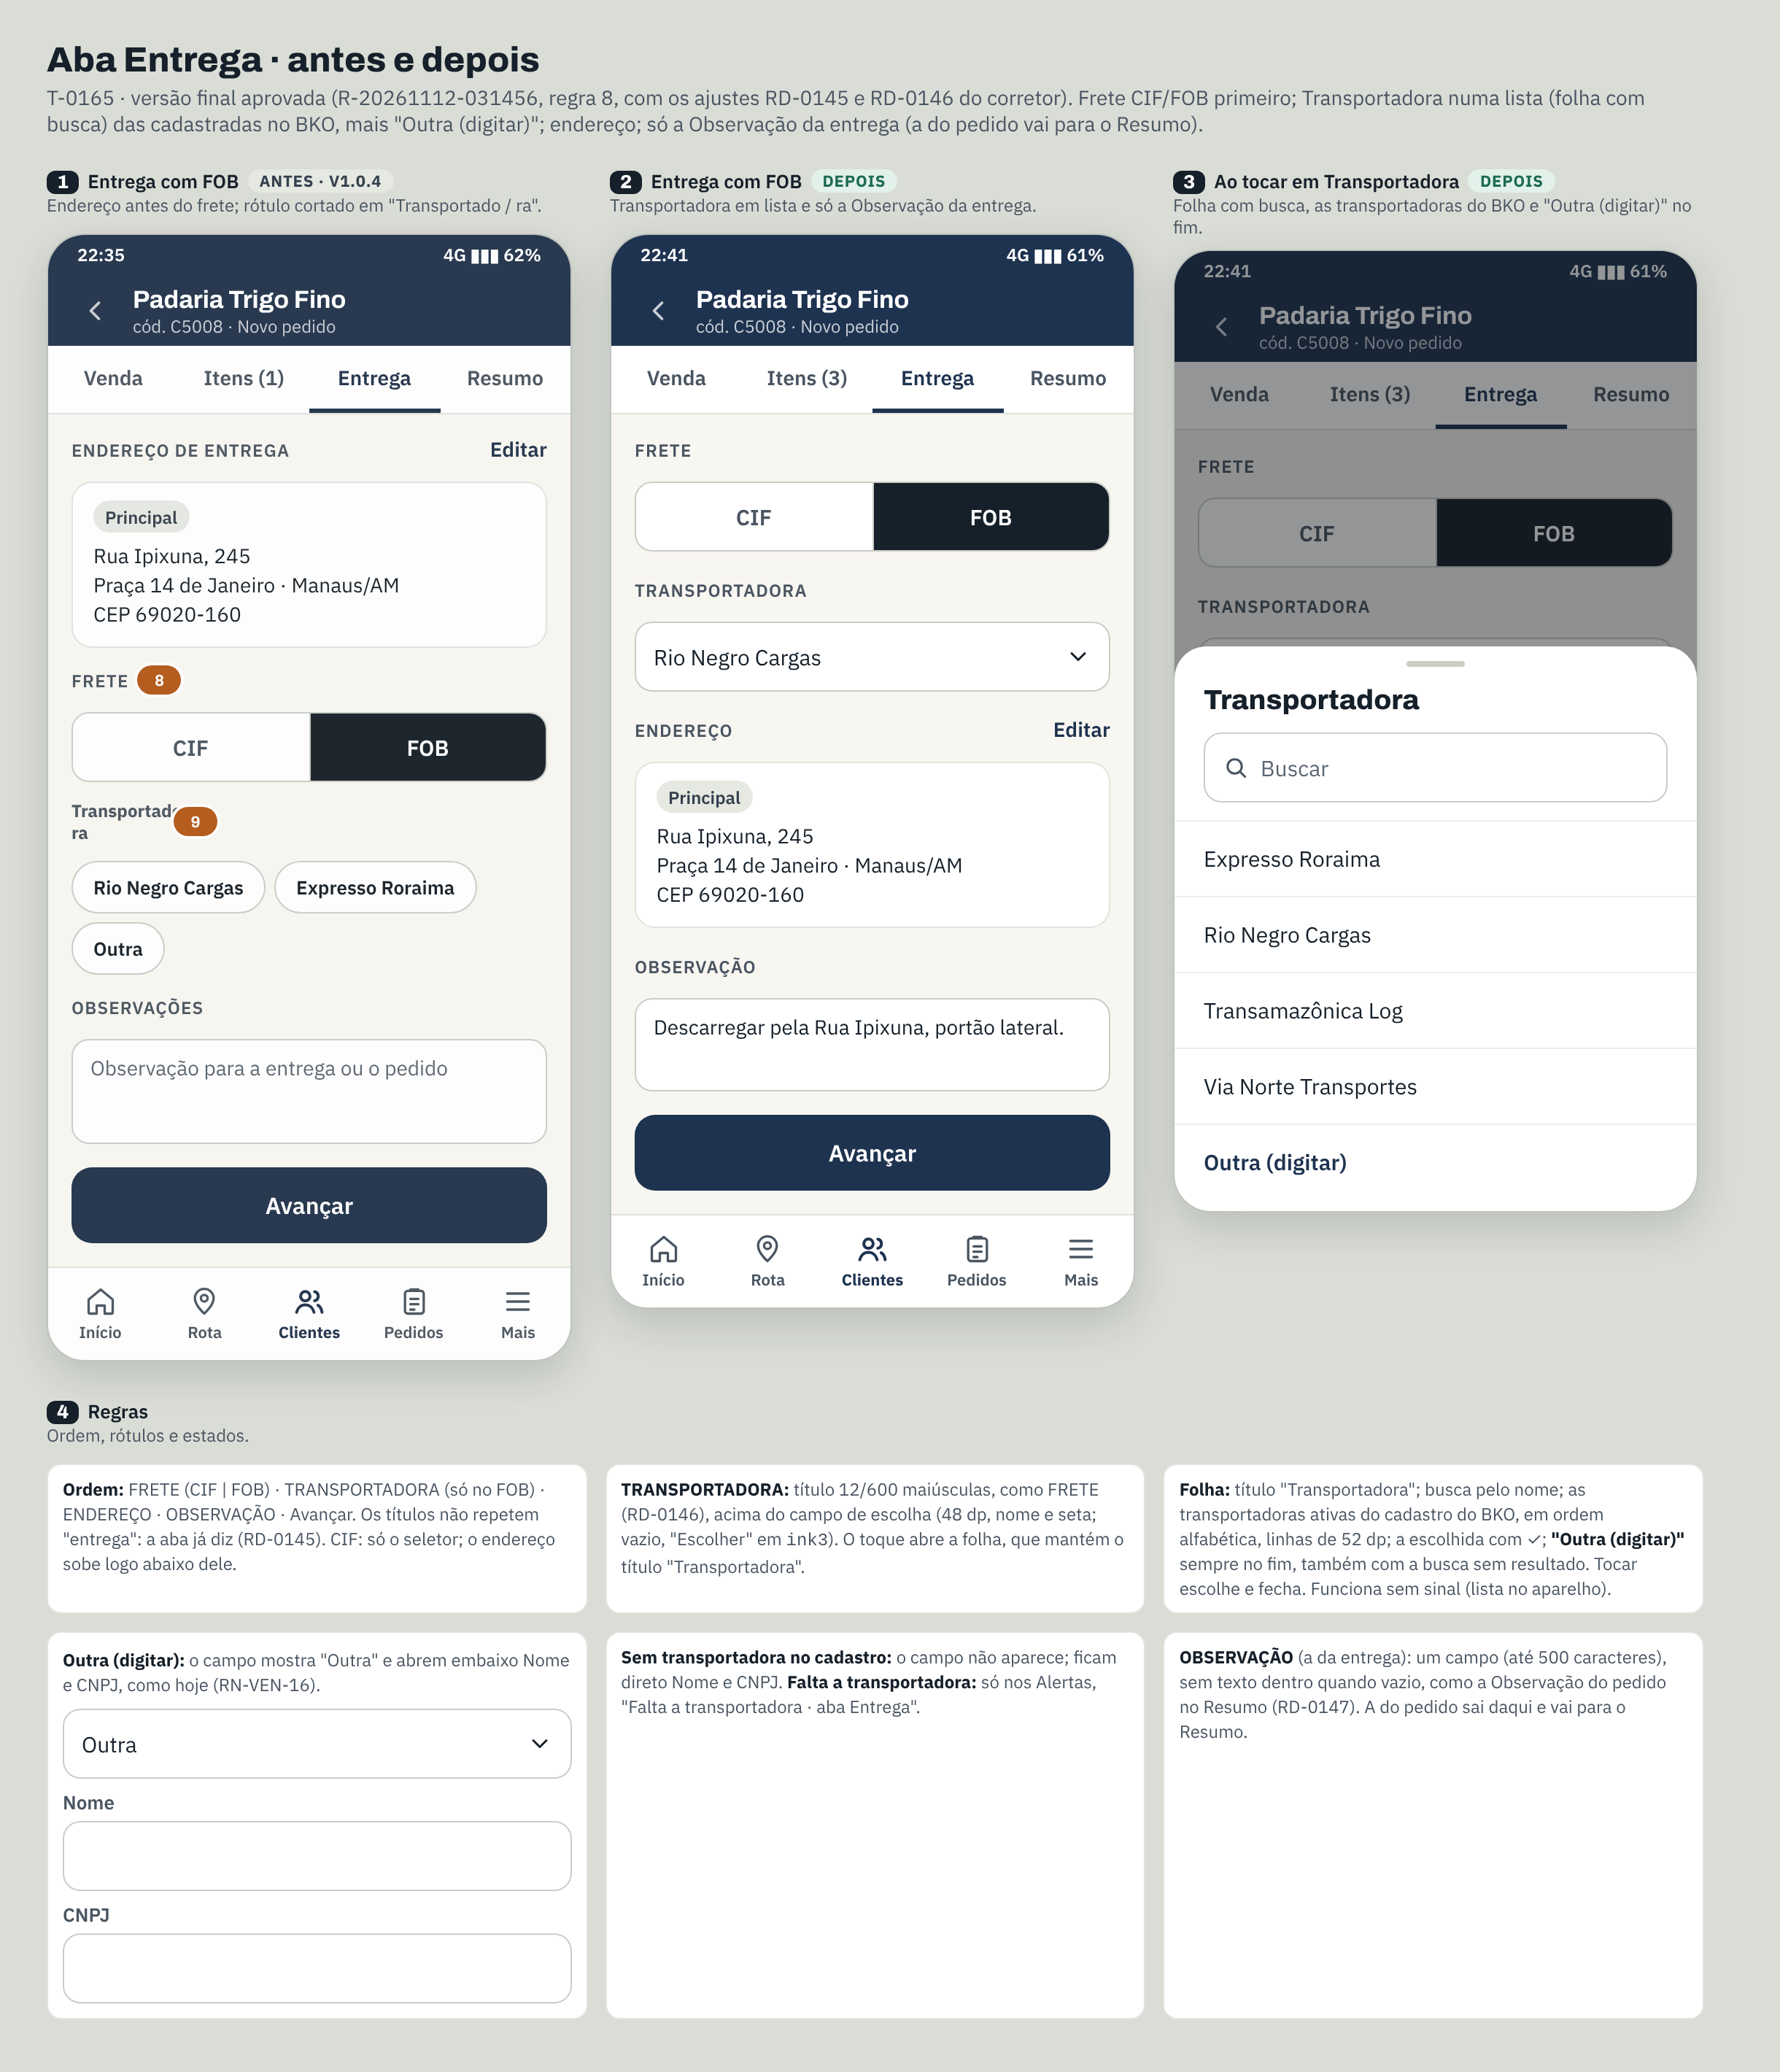 Aba Entrega · antes e depois
T-0165 · versão final aprovada (R-20261112-031456, regra 8, com os ajustes RD-0145 e RD-0146 do corretor). Frete CIF/FOB primeiro; Transportadora numa lista (folha com
busca) das cadastradas no BKO, mais "Outra (digitar)"; endereço; só a Observação da entrega (a do pedido vai para o Resumo).
1 Entrega com FOB ANTES · V1.0.4
Endereço antes do frete; rótulo cortado em "Transportado / ra".
22:35 4G 62%
Padaria Trigo Fino
cód. C5008 · Novo pedido
Venda Itens (1) Entrega Resumo
ENDEREÇO DE ENTREGA Editar
Principal
Rua Ipixuna, 245
Praça 14 de Janeiro · Manaus/AM
CEP 69020-160
FRETE 8
CIF FOB
Transportad 9
ra
Rio Negro Cargas Expresso Roraima
Outra
OBSERVAÇÕES
Observação para a entrega ou o pedido
Avançar
Início Rota Clientes Pedidos Mais
2 Entrega com FOB DEPOIS
Transportadora em lista e só a Observação da entrega.
22:41 4G 61%
Padaria Trigo Fino
cód. C5008 · Novo pedido
Venda Itens (3) Entrega Resumo
FRETE
CIF FOB
TRANSPORTADORA
Rio Negro Cargas
ENDEREÇO Editar
Principal
Rua Ipixuna, 245
Praça 14 de Janeiro · Manaus/AM
CEP 69020-160
OBSERVAÇÃO
Descarregar pela Rua Ipixuna, portão lateral.
Avançar
Início Rota Clientes Pedidos Mais
3 Ao tocar em Transportadora DEPOIS
Folha com busca, as transportadoras do BKO e "Outra (digitar)" no
fim.
22:41 4G 61%
Padaria Trigo Fino
cód. C5008 · Novo pedido
Venda Itens (3) Entrega Resumo
FRETE
CIF FOB
TRANSPORTADORA
Transportadora
Buscar
Expresso Roraima
Rio Negro Cargas
Transamazônica Log
Via Norte Transportes
Outra (digitar)
4 Regras
Ordem, rótulos e estados.
Ordem: FRETE (CIF | FOB) · TRANSPORTADORA (só no FOB) ·
ENDEREÇO · OBSERVAÇÃO · Avançar. Os títulos não repetem
"entrega": a aba já diz (RD-0145). CIF: só o seletor; o endereço
sobe logo abaixo dele.
TRANSPORTADORA: título 12/600 maiúsculas, como FRETE
(RD-0146), acima do campo de escolha (48 dp, nome e seta;
vazio, "Escolher" em ink3). O toque abre a folha, que mantém o
título "Transportadora".
Folha: título "Transportadora"; busca pelo nome; as
transportadoras ativas do cadastro do BKO, em ordem
alfabética, linhas de 52 dp; a escolhida com ✓; "Outra (digitar)"
sempre no fim, também com a busca sem resultado. Tocar
escolhe e fecha. Funciona sem sinal (lista no aparelho).
Outra (digitar): o campo mostra "Outra" e abrem embaixo Nome
e CNPJ, como hoje (RN-VEN-16).
Outra
Nome
CNPJ
Sem transportadora no cadastro: o campo não aparece; ficam
direto Nome e CNPJ. Falta a transportadora: só nos Alertas,
"Falta a transportadora · aba Entrega".
OBSERVAÇÃO (a da entrega): um campo (até 500 caracteres),
sem texto dentro quando vazio, como a Observação do pedido
no Resumo (RD-0147). A do pedido sai daqui e vai para o
Resumo.